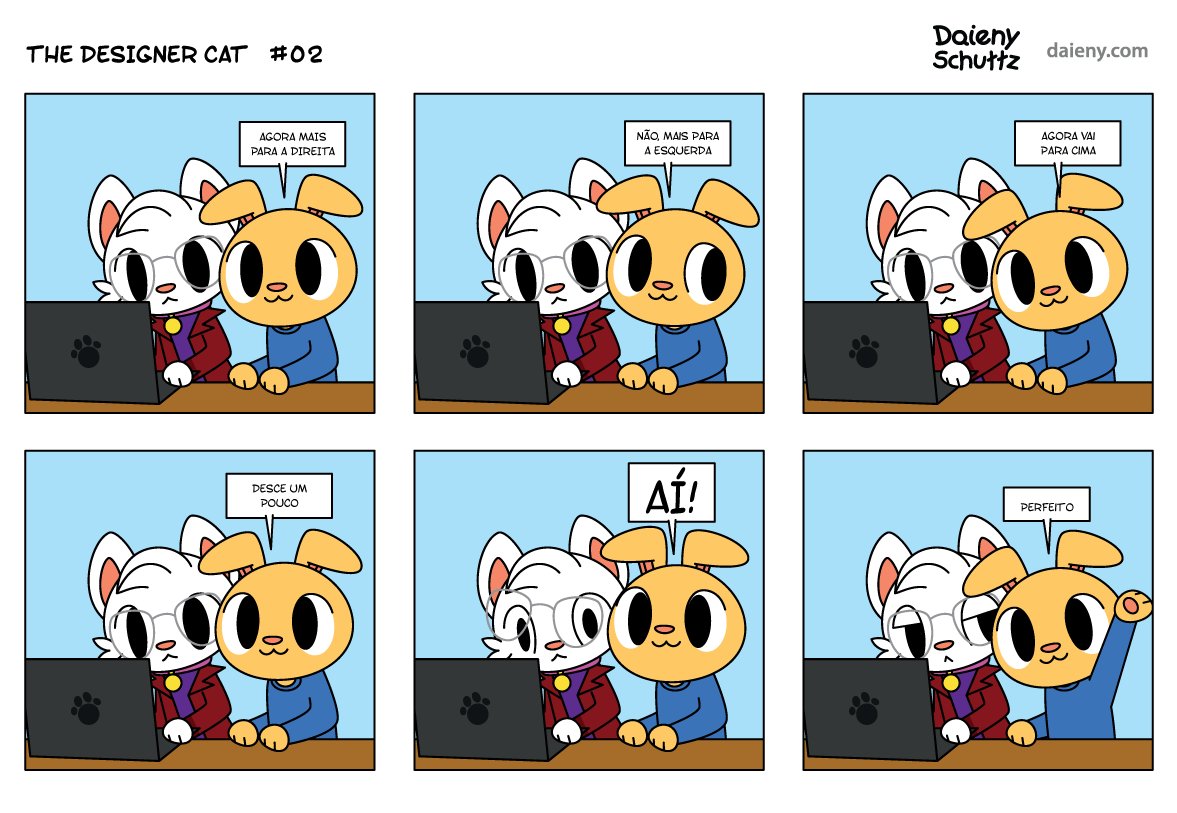 THE DESIGNER CAT #02
Daieny
Schuttz
daieny.com
AGORA MAIS
PARA A DIREITA
NÃO, MAIS PARA
A ESQUERDA
AGORA VAI
PARA CIMA
DESCE UM
POUCO
AÍ!
PERFEITO